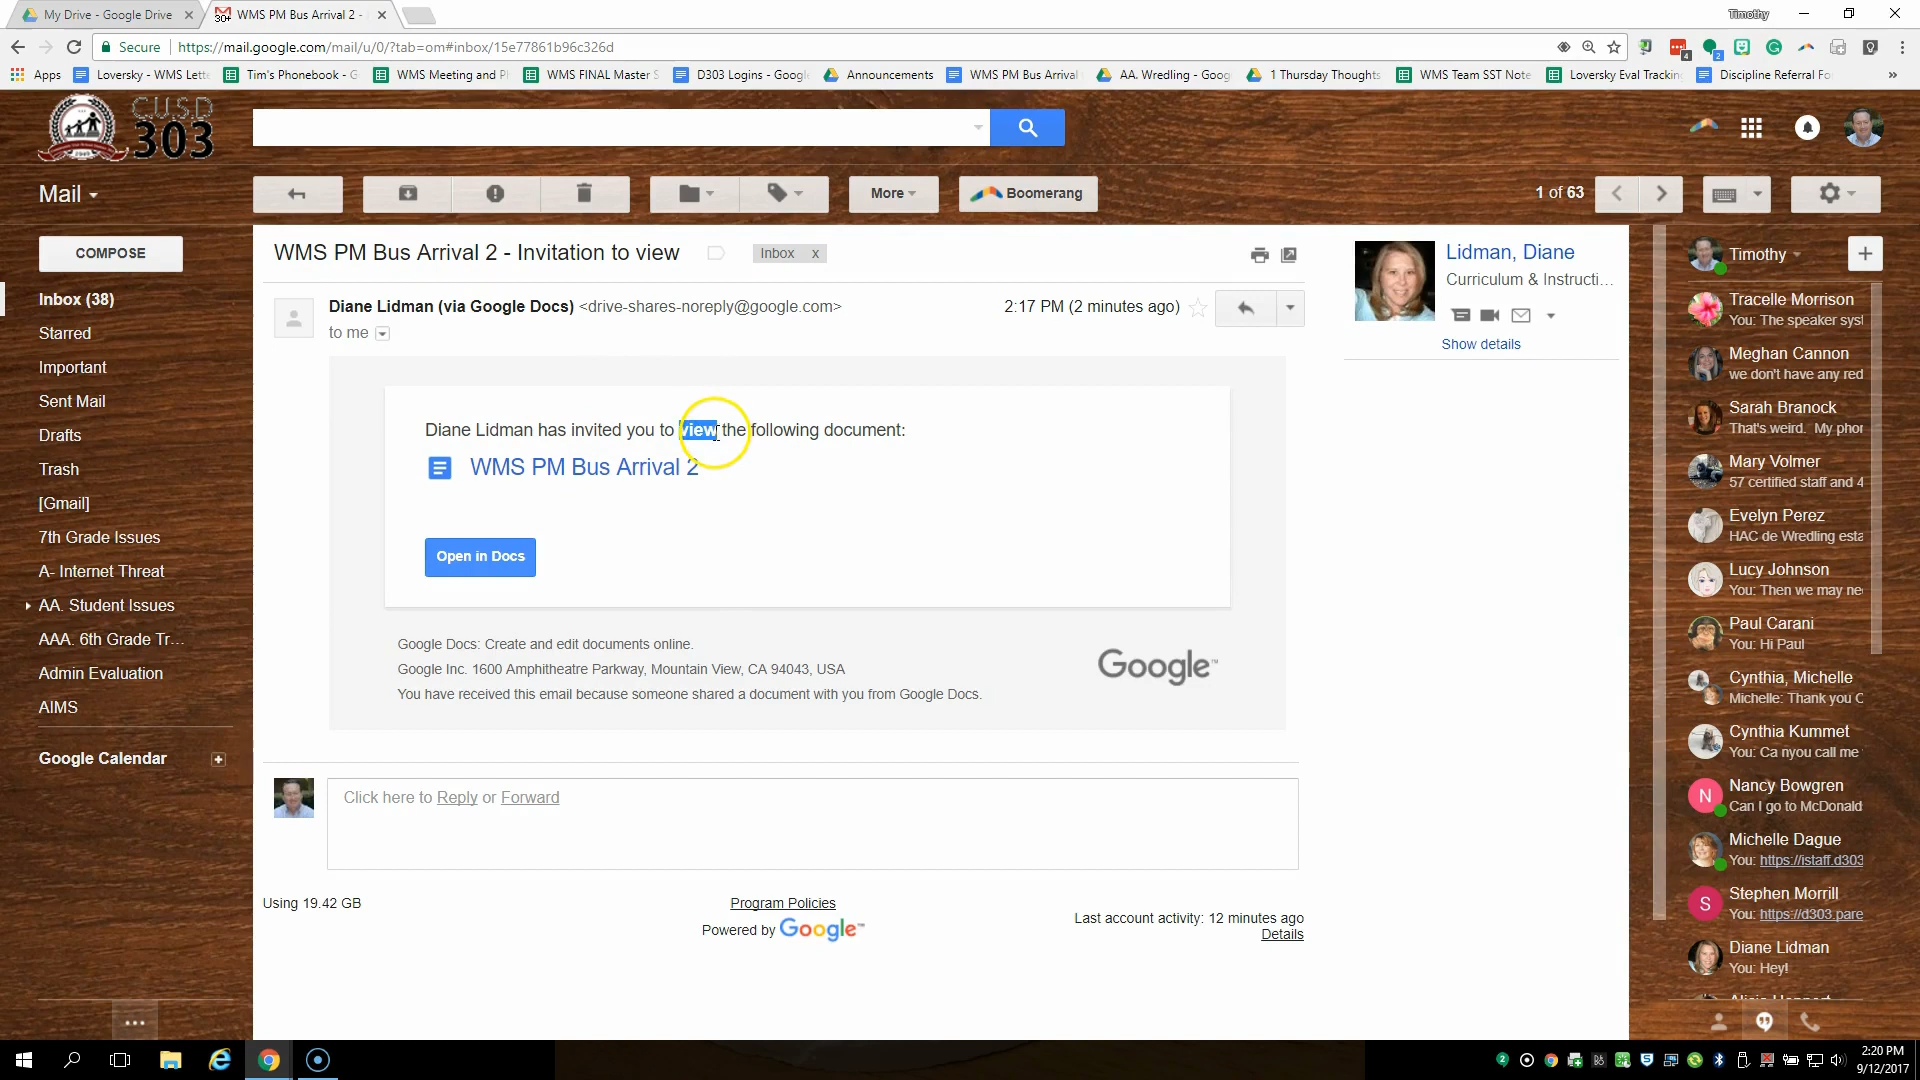 My Drive - Google Drive
WMS PM Bus Arrival 2 -
Timothy
Secure
https://mail.google.com/mail/u/0/?tab=om#inbox/15e77861b96c326d
Apps
Loversky - WMS Lette
Tim's Phonebook - G
WMS Meeting and P
WMS FINAL Master S
D303 Logins - Google
Announcements
WMS PM Bus Arrival
AA. Wredling - Goog
1 Thursday Thoughts
WMS Team SST Note
Loversky Eval Tracking
Discipline Referral Fo
C.U.S.D
303
Mail
More
Boomerang
1 of 63
COMPOSE
Inbox (38)
Starred
Important
Sent Mail
Drafts
Trash
[Gmail]
7th Grade Issues
A- Internet Threat
AA. Student Issues
AAA. 6th Grade Tr...
Admin Evaluation
AIMS
Google Calendar
WMS PM Bus Arrival 2 - Invitation to view
Inbox x
Diane Lidman (via Google Docs) <drive-shares-noreply@google.com>
2:17 PM (2 minutes ago)
to me
Diane Lidman has invited you to view the following document:
WMS PM Bus Arrival 2
Open in Docs
Google Docs: Create and edit documents online.
Google Inc. 1600 Amphitheatre Parkway, Mountain View, CA 94043, USA
You have received this email because someone shared a document with you from Google Docs.
Google™
Click here to Reply or Forward
Using 19.42 GB
Program Policies
Powered by Google™
Last account activity: 12 minutes ago
Details
Lidman, Diane
Curriculum & Instructi...
Show details
Timothy
Tracelle Morrison
You: The speaker sys
Meghan Cannon
we don't have any red
Sarah Branock
That's weird. My phon
Mary Volmer
57 certified staff and 4
Evelyn Perez
HAC de Wredling esta
Lucy Johnson
You: Then we may ne
Paul Carani
You: Hi Paul
Cynthia, Michelle
Michelle: Thank you C
Cynthia Kummet
You: Ca nyou call me
N
Nancy Bowgren
Can I go to McDonald
Michelle Dague
You: https://istaff.d303
S
Stephen Morrill
You: https://d303.pare
Diane Lidman
You: Hey!
2:20 PM
9/12/2017